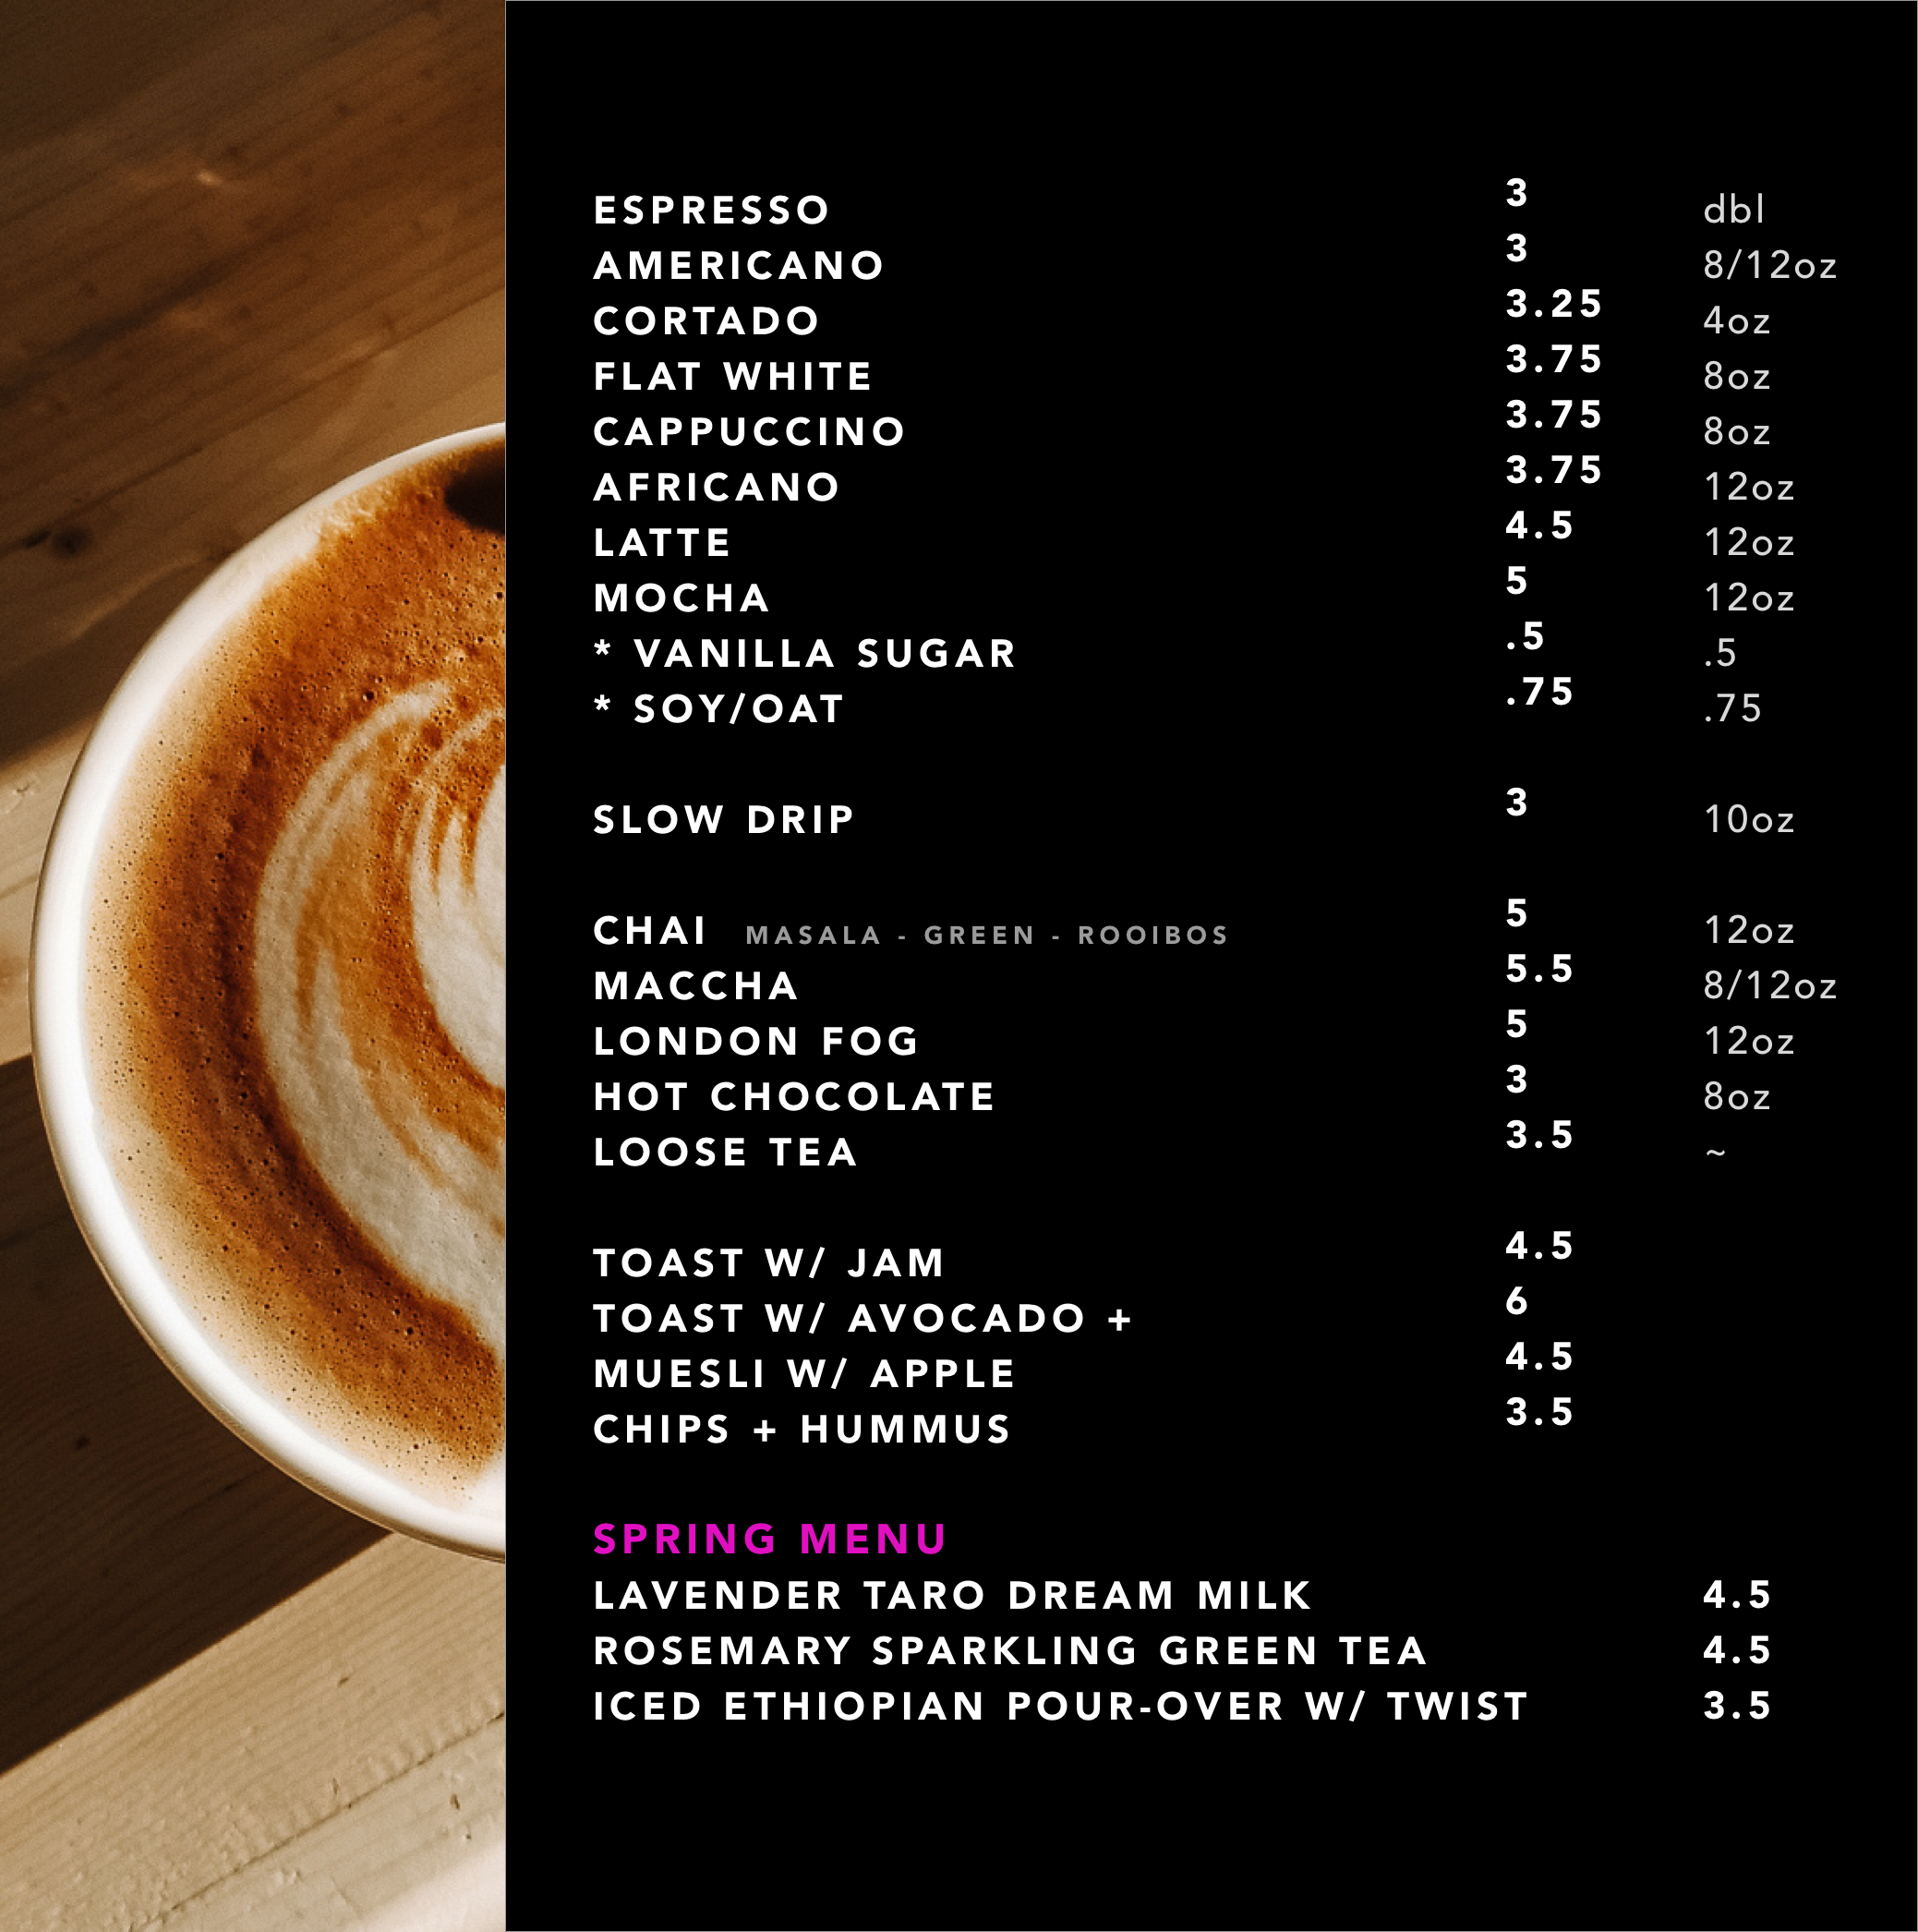 ESPRESSO 3 dbl
AMERICANO 3 8/12oz
CORTADO 3.25 4oz
FLAT WHITE 3.75 8oz
CAPPUCCINO 3.75 8oz
AFRICANO 3.75 12oz
LATTE 4.5 12oz
MOCHA 5 12oz
* VANILLA SUGAR .5 .5
* SOY/OAT .75 .75
SLOW DRIP 3 10oz
CHAI MASALA - GREEN - ROOIBOS 5 12oz
MACCHA 5.5 8/12oz
LONDON FOG 5 12oz
HOT CHOCOLATE 3 8oz
LOOSE TEA 3.5 ~
TOAST W/ JAM 4.5
TOAST W/ AVOCADO + 6
MUESLI W/ APPLE 4.5
CHIPS + HUMMUS 3.5
SPRING MENU
LAVENDER TARO DREAM MILK 4.5
ROSEMARY SPARKLING GREEN TEA 4.5
ICED ETHIOPIAN POUR-OVER W/ TWIST 3.5